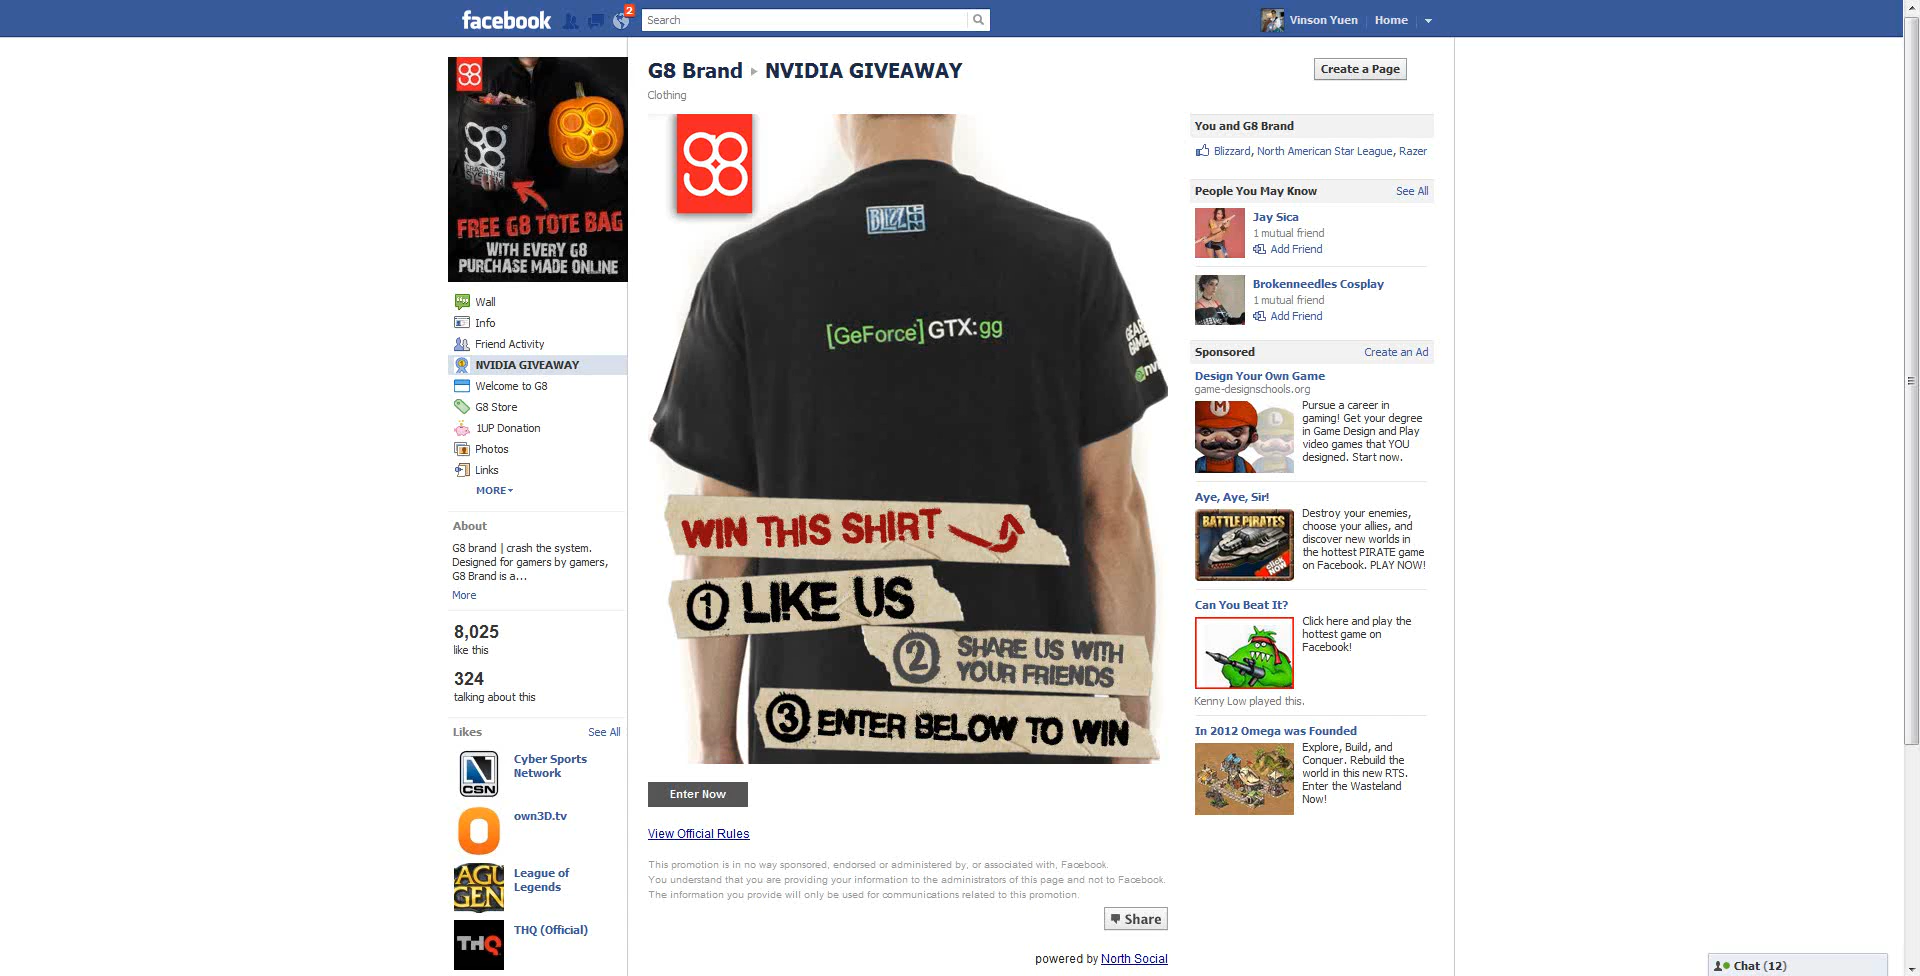 facebook
2
Search
Vinson Yuen
Home
G8
FREE G8 TOTE BAG
WITH EVERY G8
PURCHASE MADE ONLINE
Wall
Info
Friend Activity
NVIDIA GIVEAWAY
Welcome to G8
G8 Store
1UP Donation
Photos
Links
MORE
About
G8 brand | crash the system.
Designed for gamers by gamers,
G8 Brand is a...
More
8,025
like this
324
talking about this
Likes
See All
CSN
Cyber Sports
Network
own3D.tv
League of
Legends
THQ
THQ (Official)
G8 Brand
NVIDIA GIVEAWAY
Create a Page
Clothing
G8
BLIZZ
CON
[GeForce] GTX:gg
WIN THIS SHIRT
1 LIKE US
2 SHARE US WITH
YOUR FRIENDS
3 ENTER BELOW TO WIN
Enter Now
View Official Rules
This promotion is in no way sponsored, endorsed or administered by, or associated with, Facebook.
You understand that you are providing your information to the administrators of this page and not to Facebook.
The information you provide will only be used for communications related to this promotion.
Share
powered by North Social
You and G8 Brand
Blizzard, North American Star League, Razer
People You May Know
See All
Jay Sica
1 mutual friend
Add Friend
Brokenneedles Cosplay
1 mutual friend
Add Friend
Sponsored
Create an Ad
Design Your Own Game
game-designschools.org
M
L
Pursue a career in
gaming! Get your degree
in Game Design and Play
video games that YOU
designed. Start now.
Aye, Aye, Sir!
BATTLE PIRATES
click
NOW
Destroy your enemies,
choose your allies, and
discover new worlds in
the hottest PIRATE game
on Facebook. PLAY NOW!
Can You Beat It?
Click here and play the
hottest game on
Facebook!
Kenny Low played this.
In 2012 Omega was Founded
Explore, Build, and
Conquer. Rebuild the
world in this new RTS.
Enter the Wasteland
Now!
Chat (12)